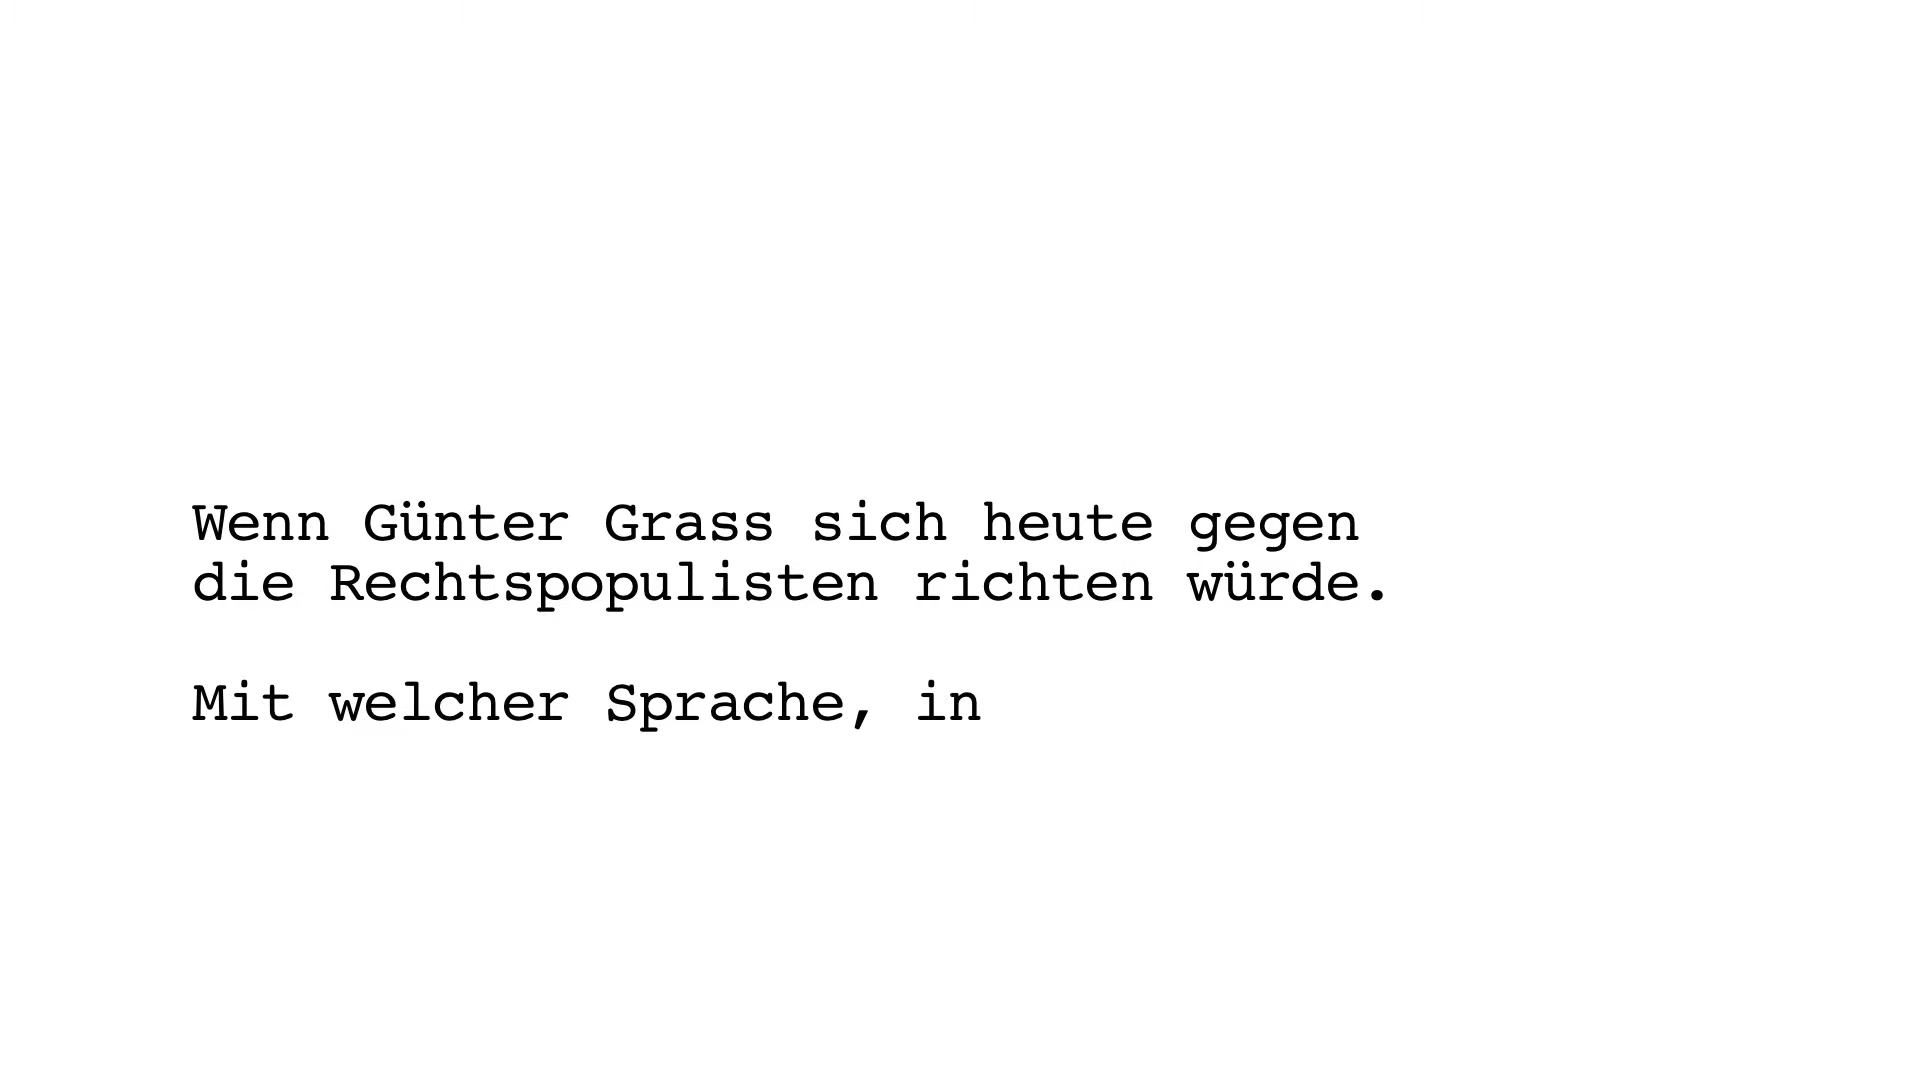 Wenn Günter Grass sich heute gegen
die Rechtspopulisten richten würde.
Mit welcher Sprache, in